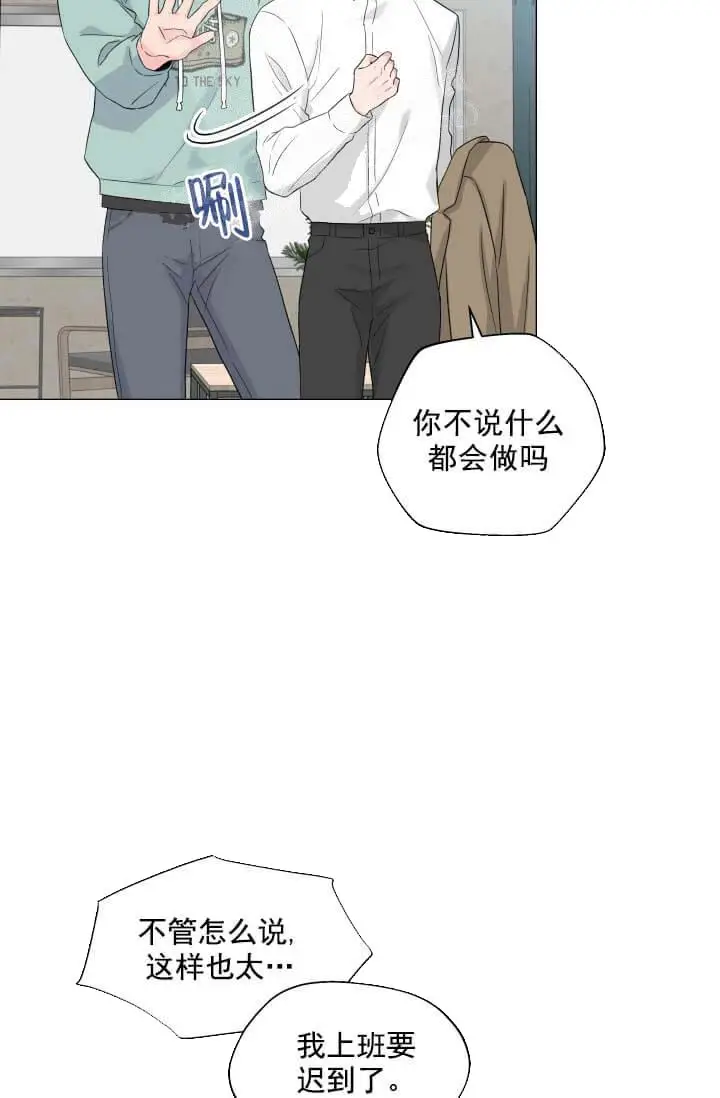 TO THE SKY
唰
你不说什么
都会做吗
不管怎么说,
这样也太…
我上班要
迟到了。